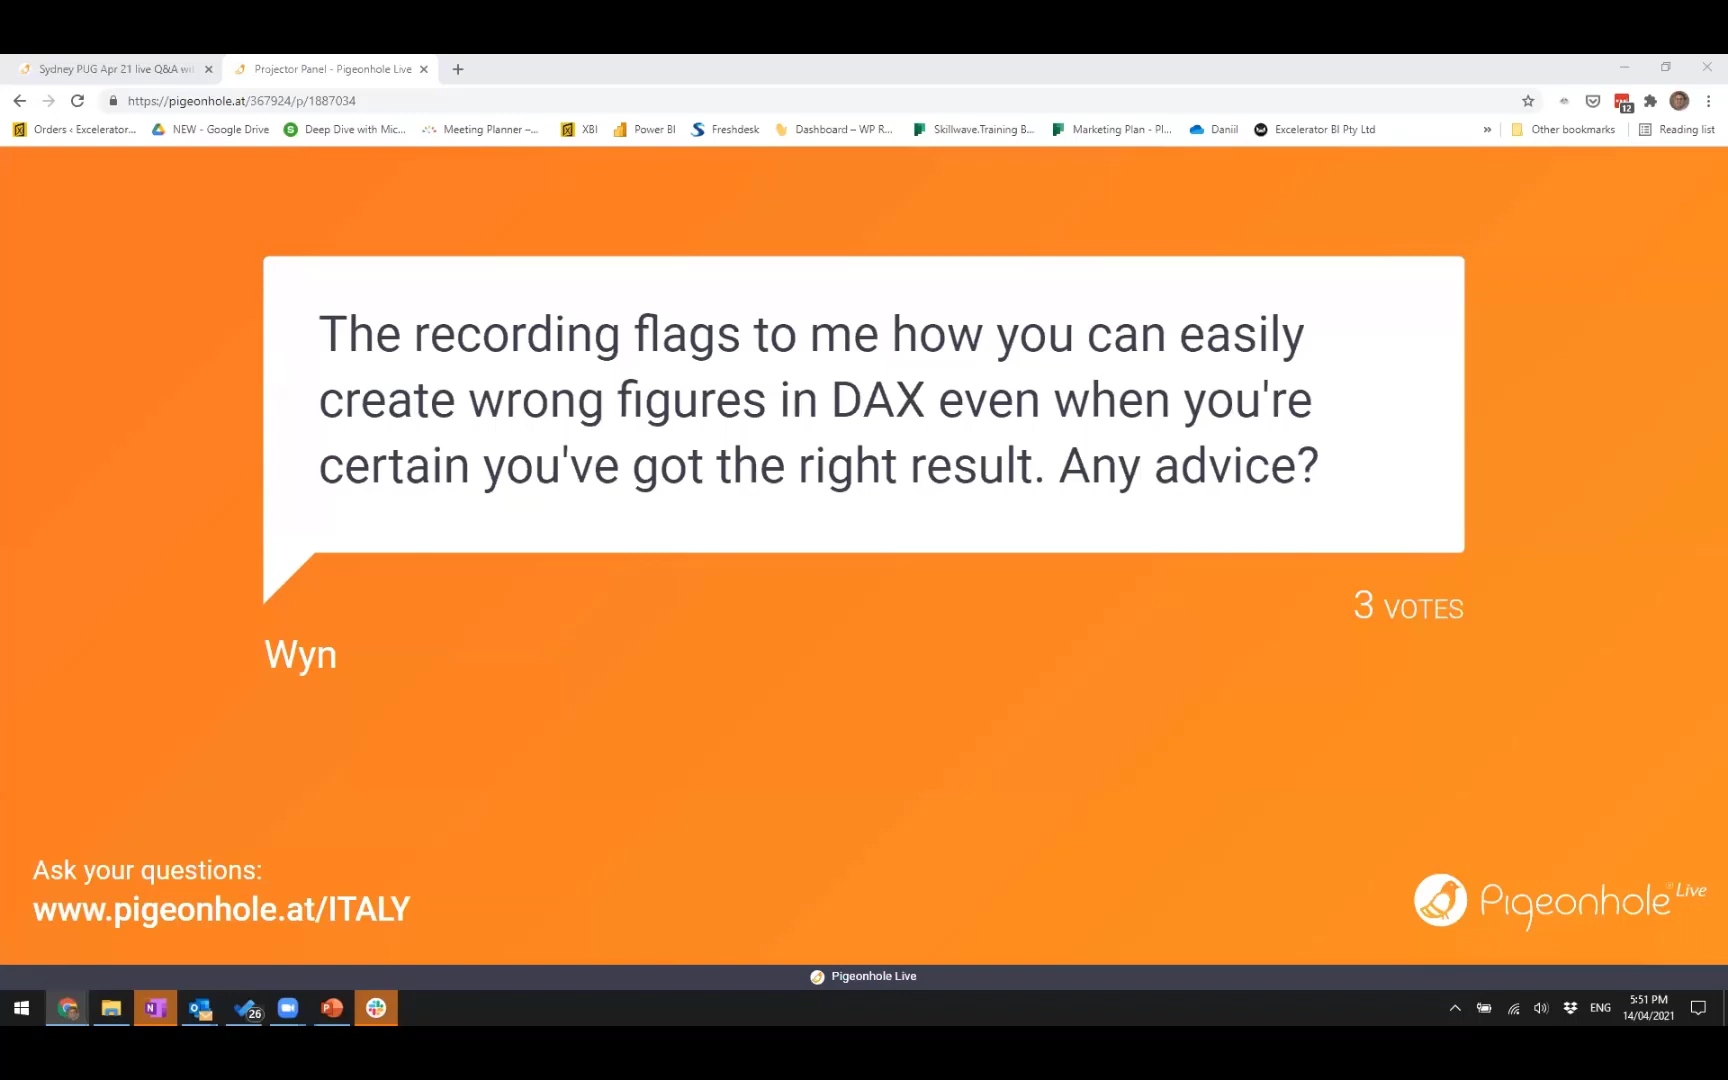 Sydney PUG Apr 21 live Q&A wi
Projector Panel - Pigeonhole Live
https://pigeonhole.at/367924/p/1887034
12
Orders ‹ Excelerator...
NEW - Google Drive
Deep Dive with Mic...
Meeting Planner –...
XBI
Power BI
Freshdesk
Dashboard – WP R...
Skillwave.Training B...
Marketing Plan - Pl...
Daniil
Excelerator BI Pty Ltd
»
Other bookmarks
Reading list
The recording flags to me how you can easily
create wrong figures in DAX even when you're
certain you've got the right result. Any advice?
3 VOTES
Wyn
Ask your questions:
www.pigeonhole.at/ITALY
Pigeonhole® Live
Pigeonhole Live
26
ENG
5:51 PM
14/04/2021